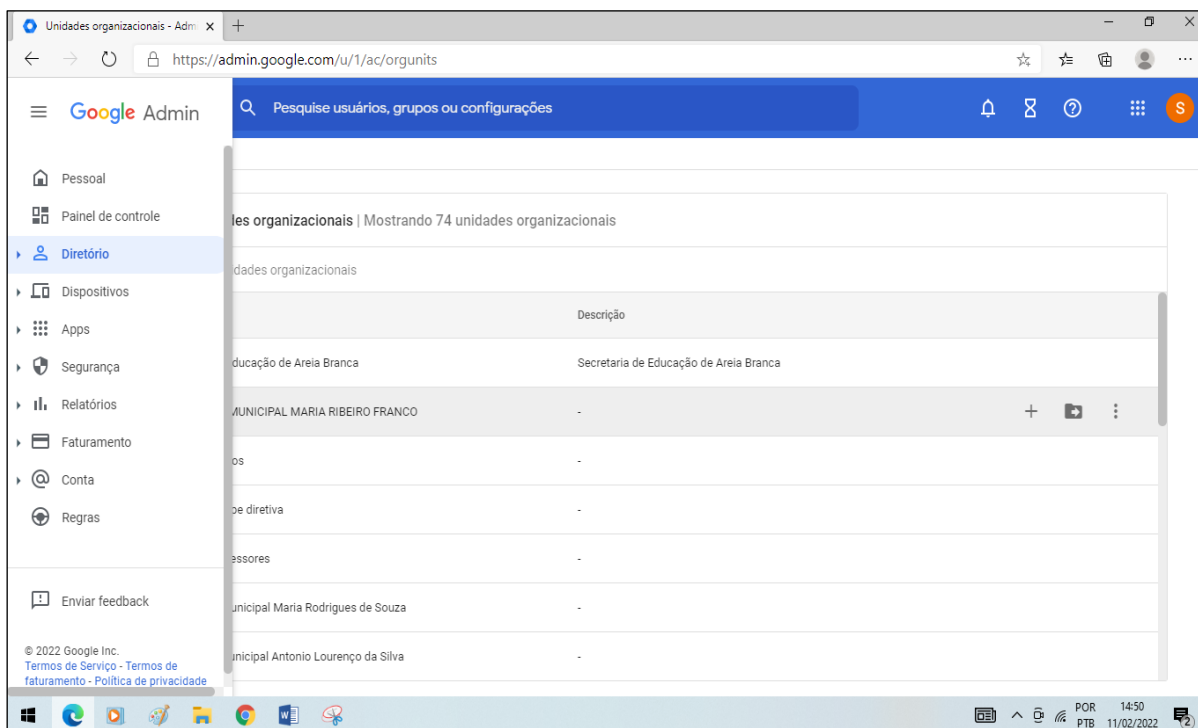 Unidades organizacionais - Adm
https://admin.google.com/u/1/ac/orgunits
Google Admin
Pesquise usuários, grupos ou configurações
S
Pessoal
Painel de controle
Diretório
Dispositivos
Apps
Segurança
Relatórios
Faturamento
Conta
Regras
Enviar feedback
© 2022 Google Inc.
Termos de Serviço - Termos de
faturamento - Política de privacidade
des organizacionais | Mostrando 74 unidades organizacionais
idades organizacionais
Descrição
ducação de Areia Branca Secretaria de Educação de Areia Branca
MUNICIPAL MARIA RIBEIRO FRANCO -
os -
pe diretiva -
essores -
unicipal Maria Rodrigues de Souza -
unicipal Antonio Lourenço da Silva -
POR 14:50
PTB 11/02/2022
2